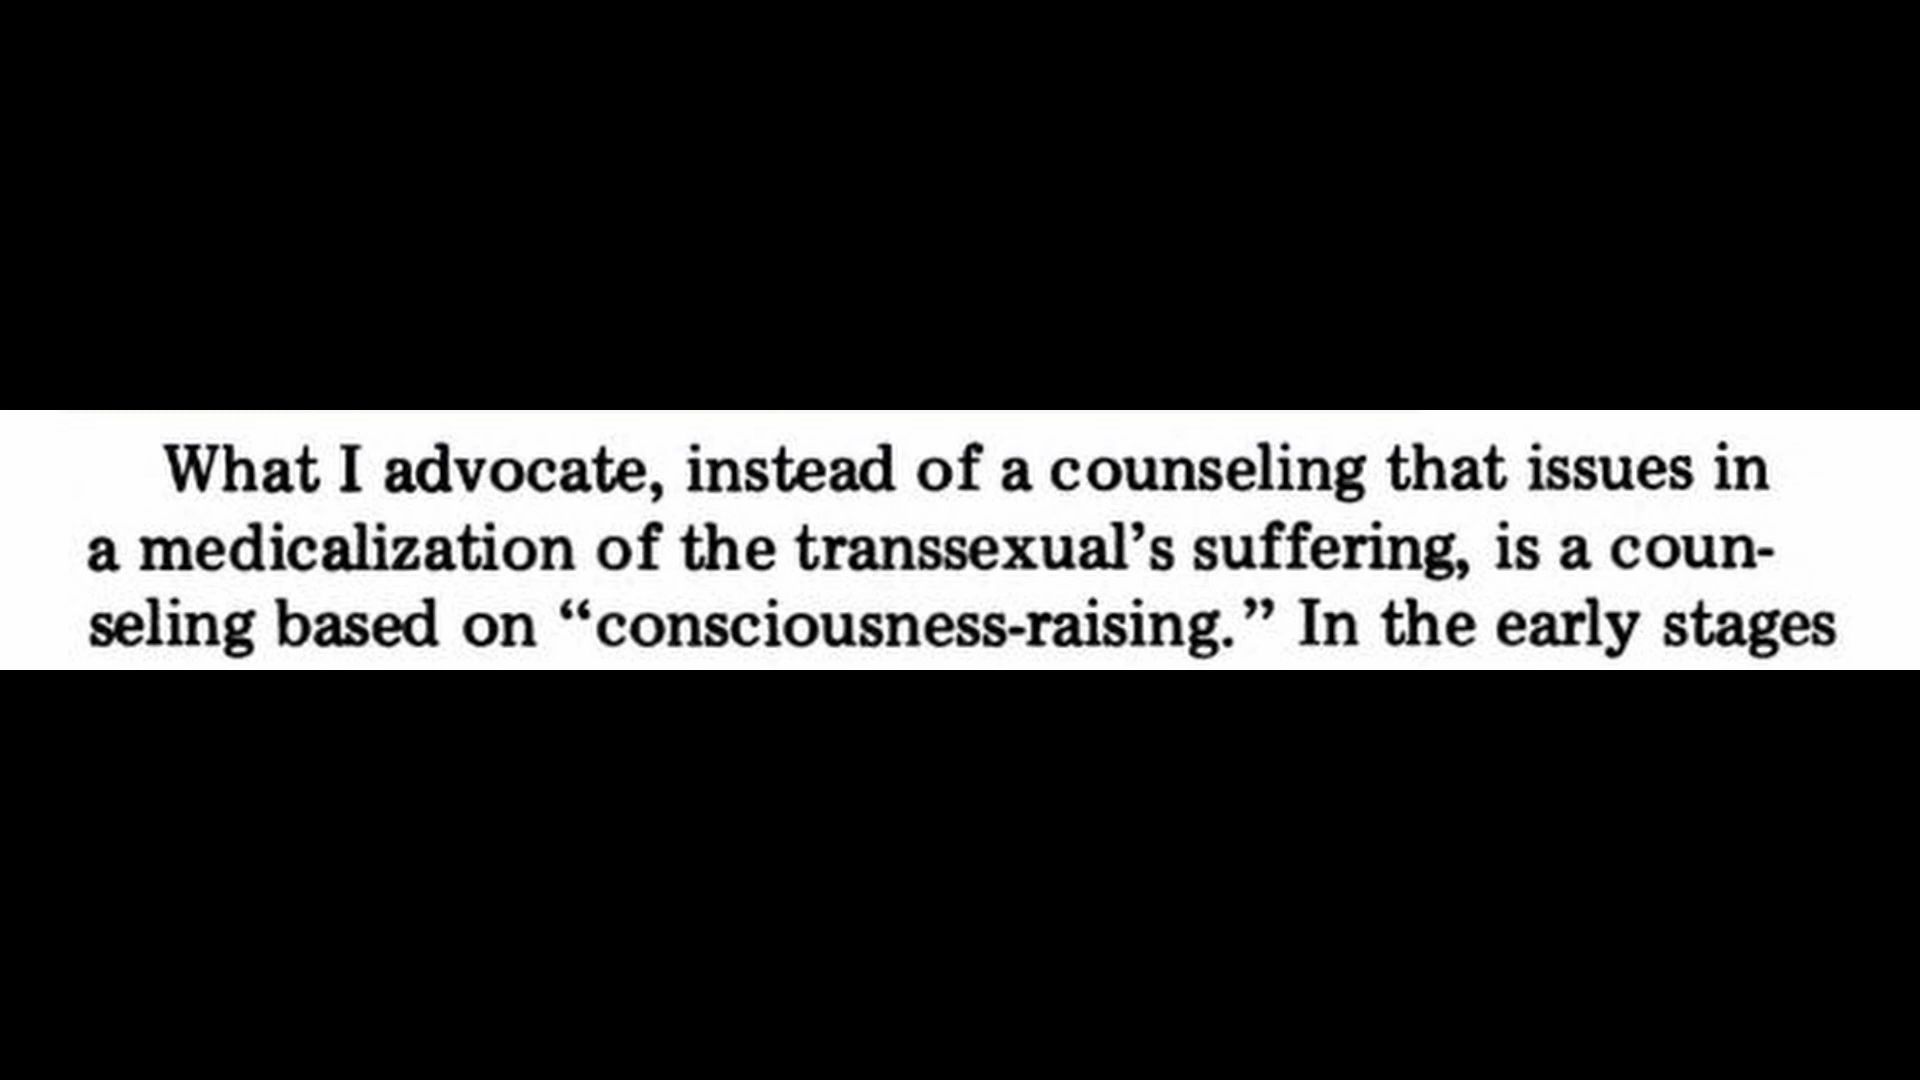 What I advocate, instead of a counseling that issues in
a medicalization of the transsexual’s suffering, is a coun-
seling based on “consciousness-raising.” In the early stages